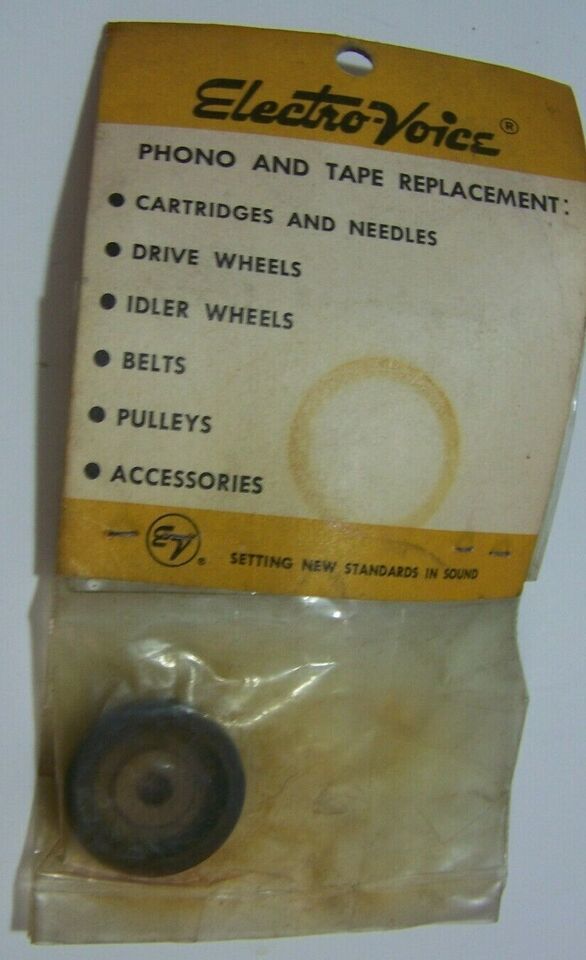 Electro-Voice®
PHONO AND TAPE REPLACEMENT:
● CARTRIDGES AND NEEDLES
● DRIVE WHEELS
● IDLER WHEELS
● BELTS
● PULLEYS
● ACCESSORIES
EV® SETTING NEW STANDARDS IN SOUND